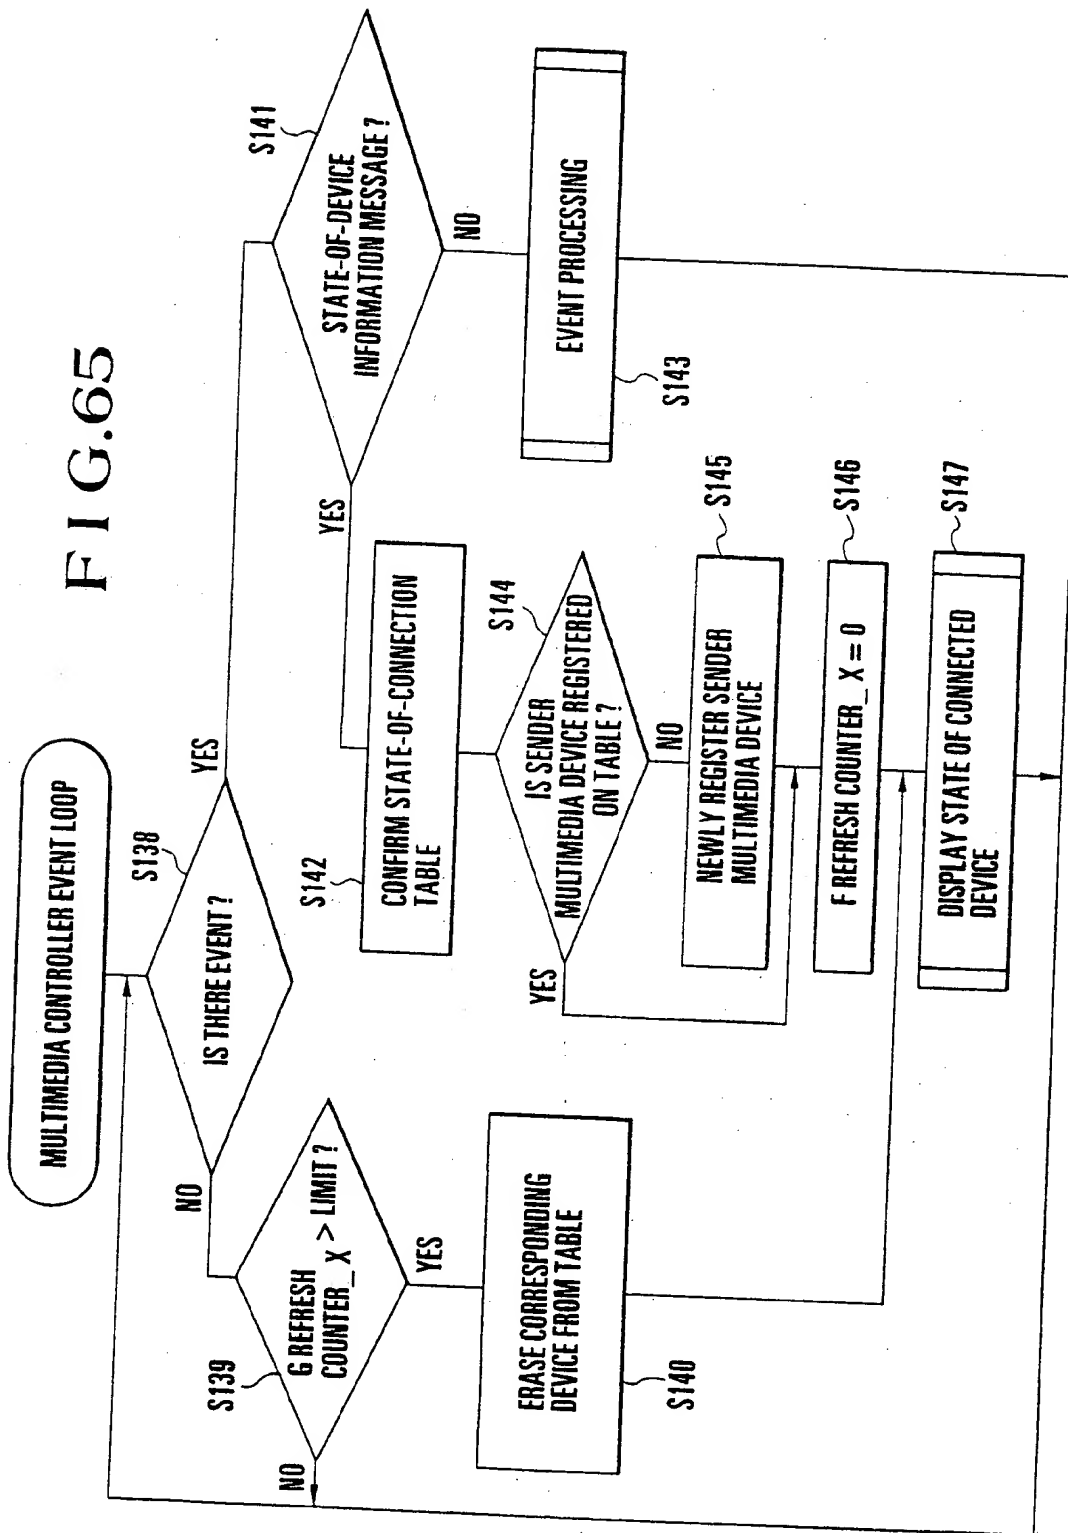 FIG.65
MULTIMEDIA CONTROLLER EVENT LOOP
S138
IS THERE EVENT?
YES
NO
S139
G REFRESH
COUNTER_X > LIMIT?
NO
YES
ERASE CORRESPONDING
DEVICE FROM TABLE
S140
S141
STATE-OF-DEVICE
INFORMATION MESSAGE?
YES
NO
S142
CONFIRM STATE-OF-CONNECTION
TABLE
EVENT PROCESSING
S143
S144
IS SENDER
MULTIMEDIA DEVICE REGISTERED
ON TABLE?
YES
NO
S145
NEWLY REGISTER SENDER
MULTIMEDIA DEVICE
S146
F REFRESH COUNTER_X = 0
S147
DISPLAY STATE OF CONNECTED
DEVICE